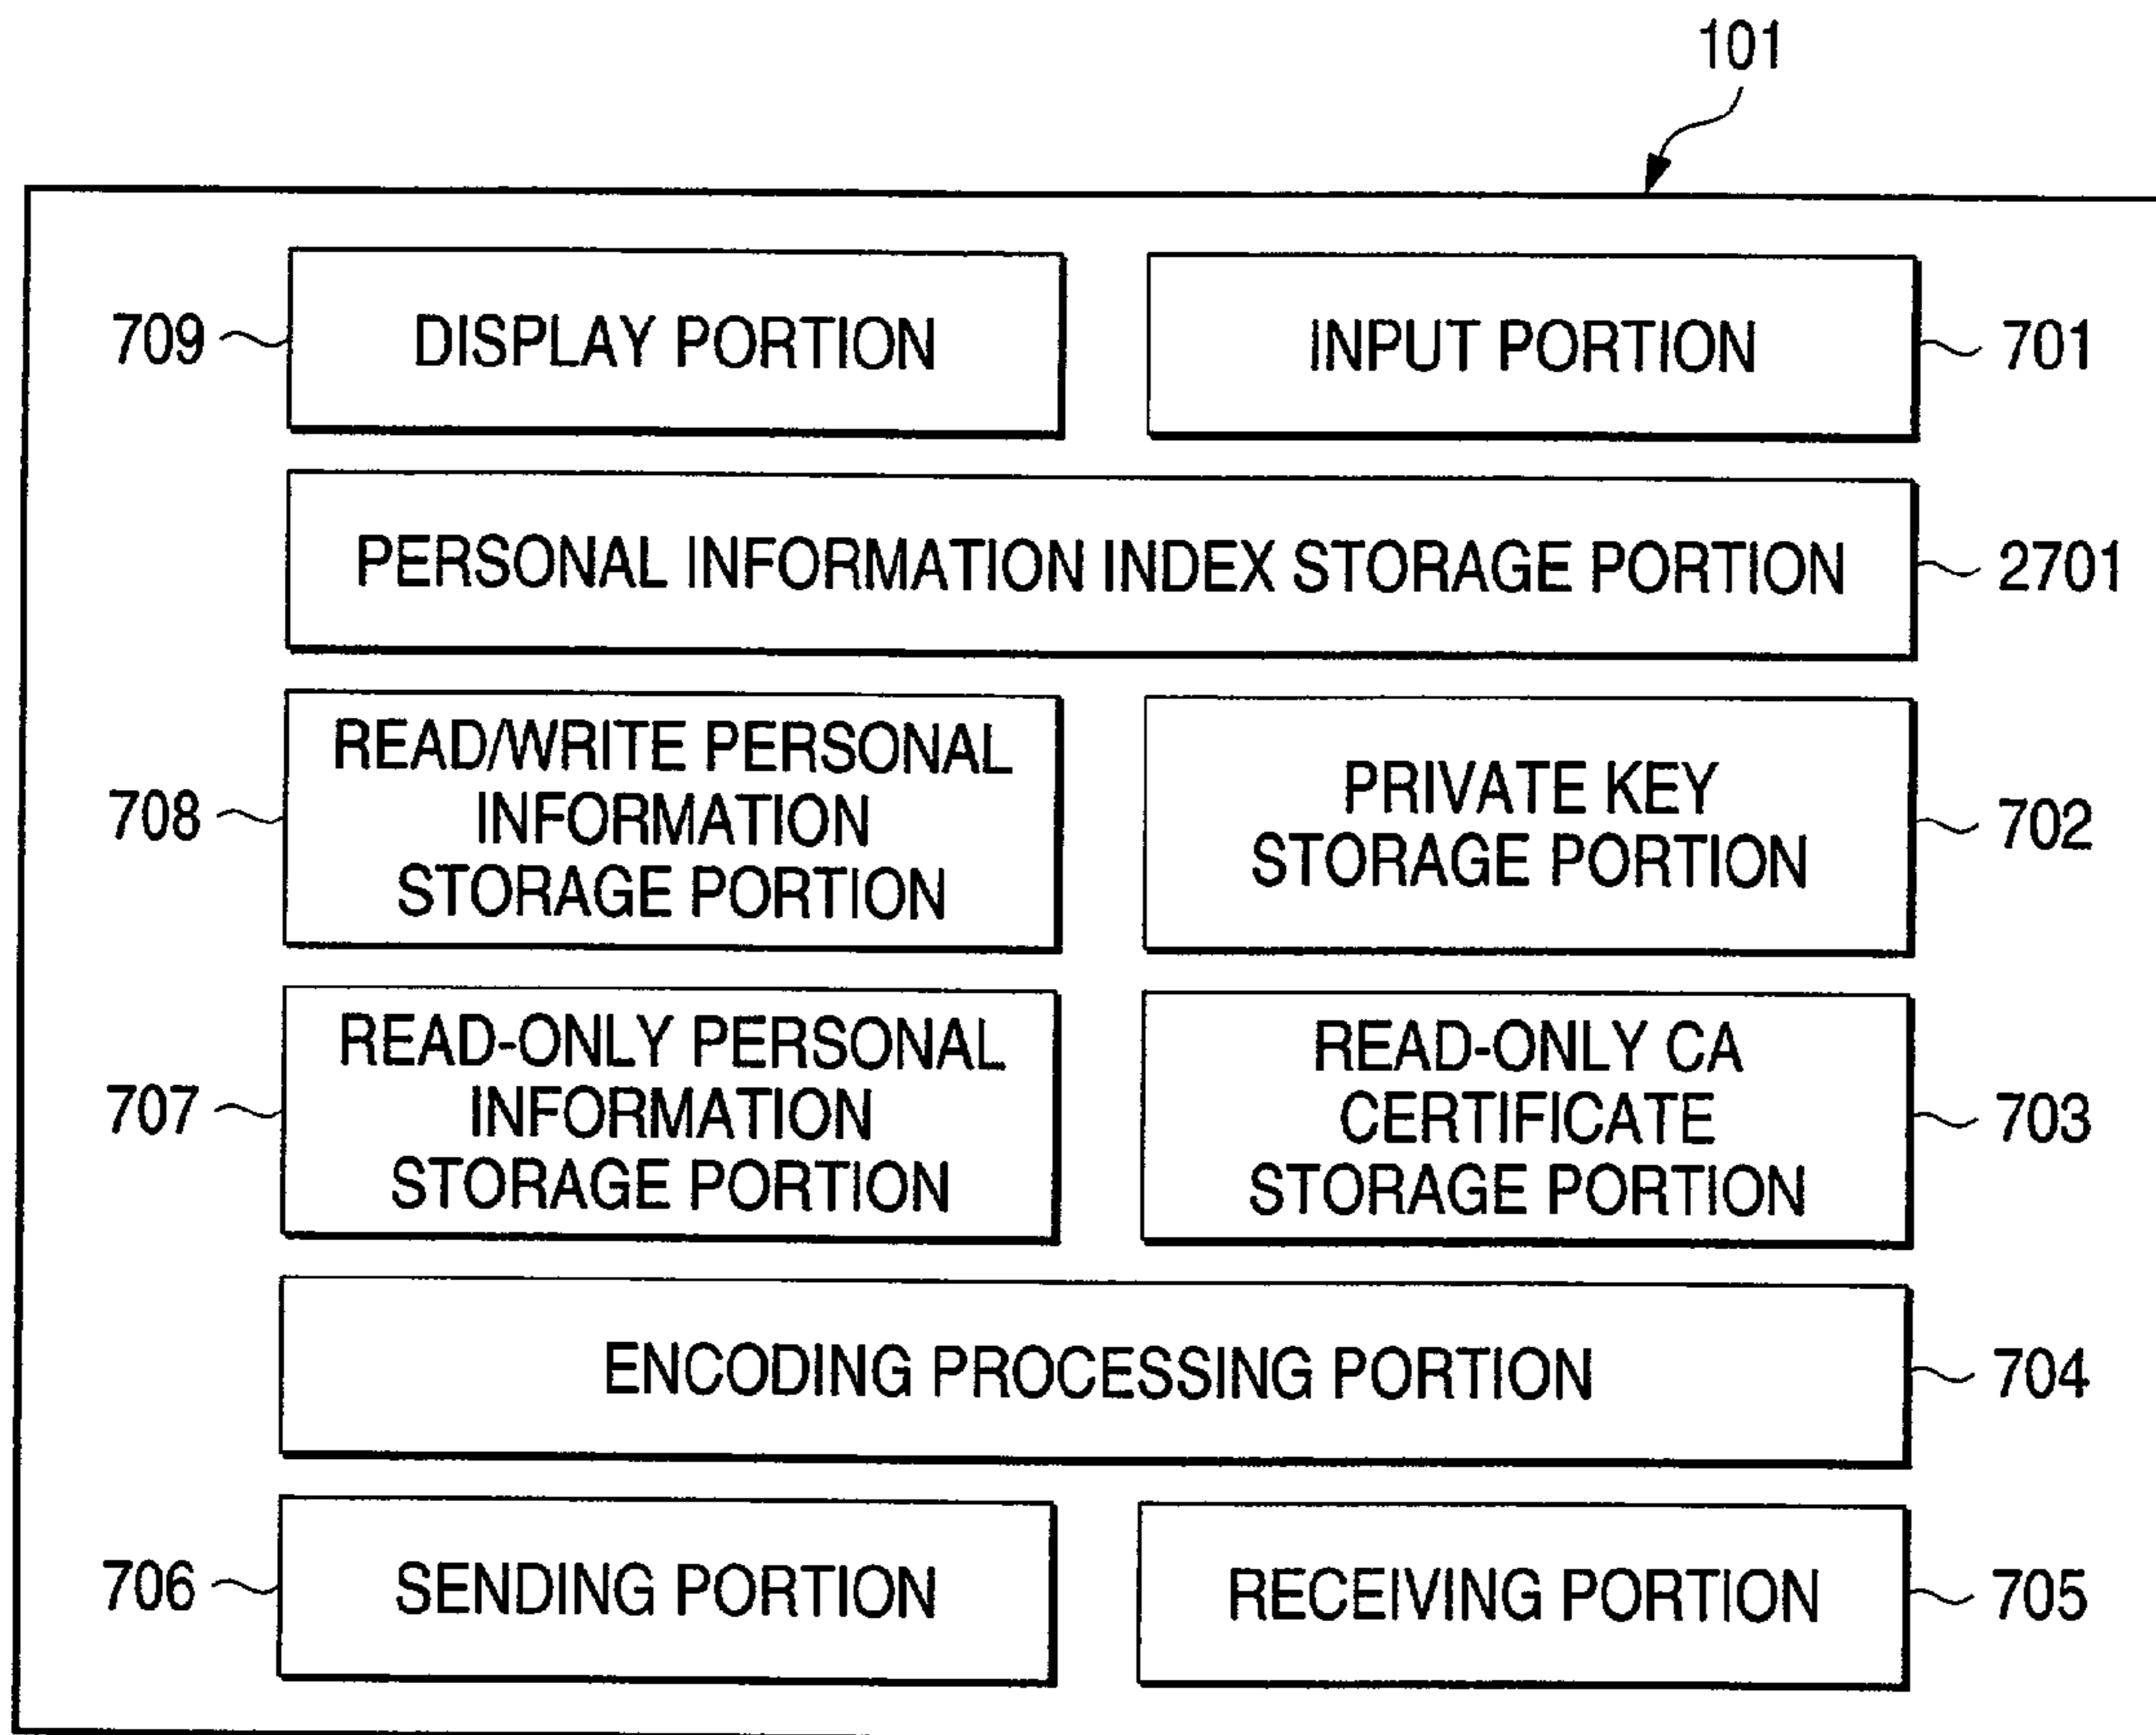 101
709
DISPLAY PORTION
INPUT PORTION
701
PERSONAL INFORMATION INDEX STORAGE PORTION
2701
708
READ/WRITE PERSONAL
INFORMATION
STORAGE PORTION
PRIVATE KEY
STORAGE PORTION
702
707
READ-ONLY PERSONAL
INFORMATION
STORAGE PORTION
READ-ONLY CA
CERTIFICATE
STORAGE PORTION
703
ENCODING PROCESSING PORTION
704
706
SENDING PORTION
RECEIVING PORTION
705